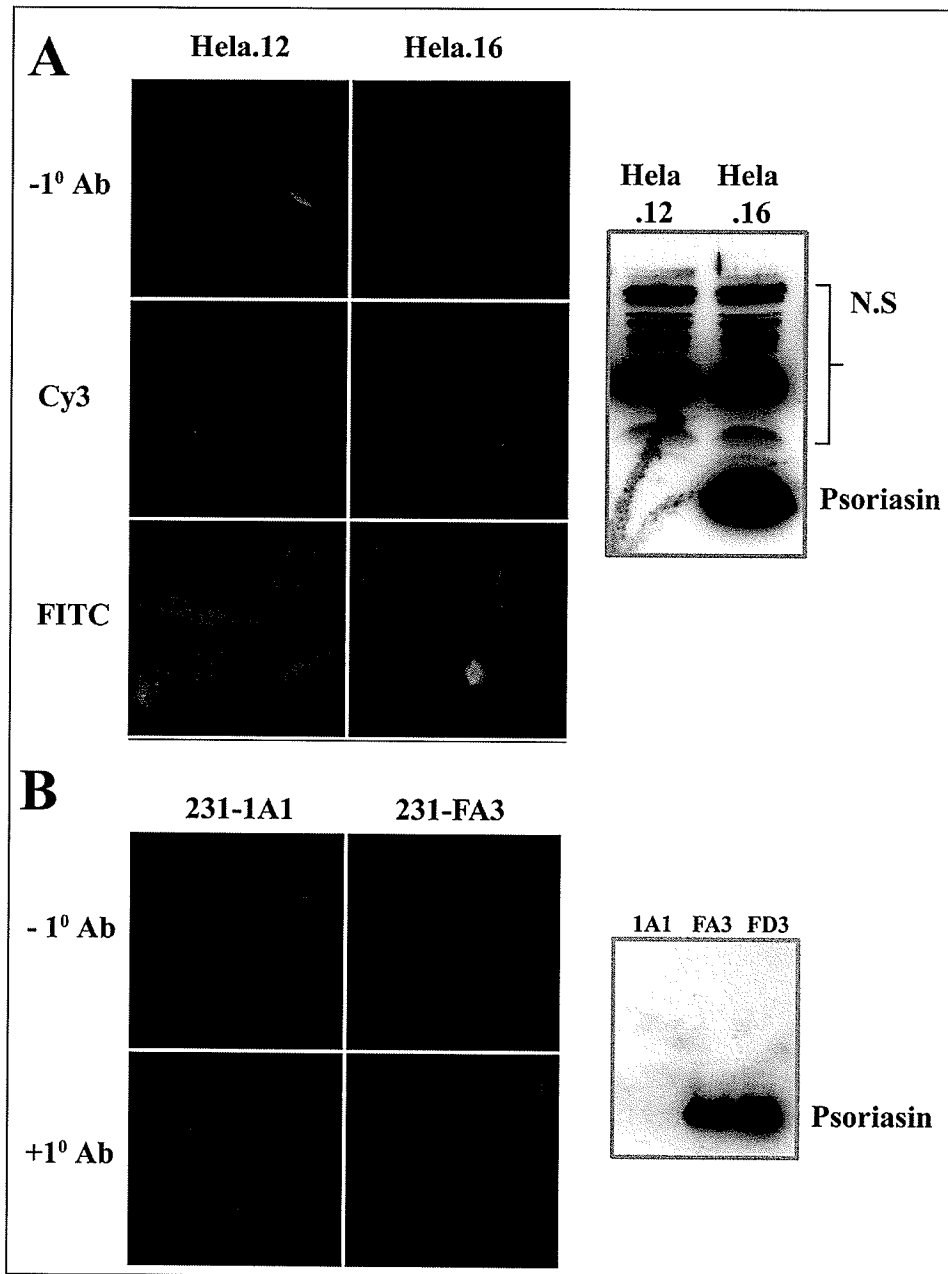 A
Hela.12 Hela.16
-1⁰ Ab
Cy3
FITC
Hela Hela
.12 .16
N.S
Psoriasin
B
231-1A1 231-FA3
- 1⁰ Ab
+1⁰ Ab
1A1 FA3 FD3
Psoriasin